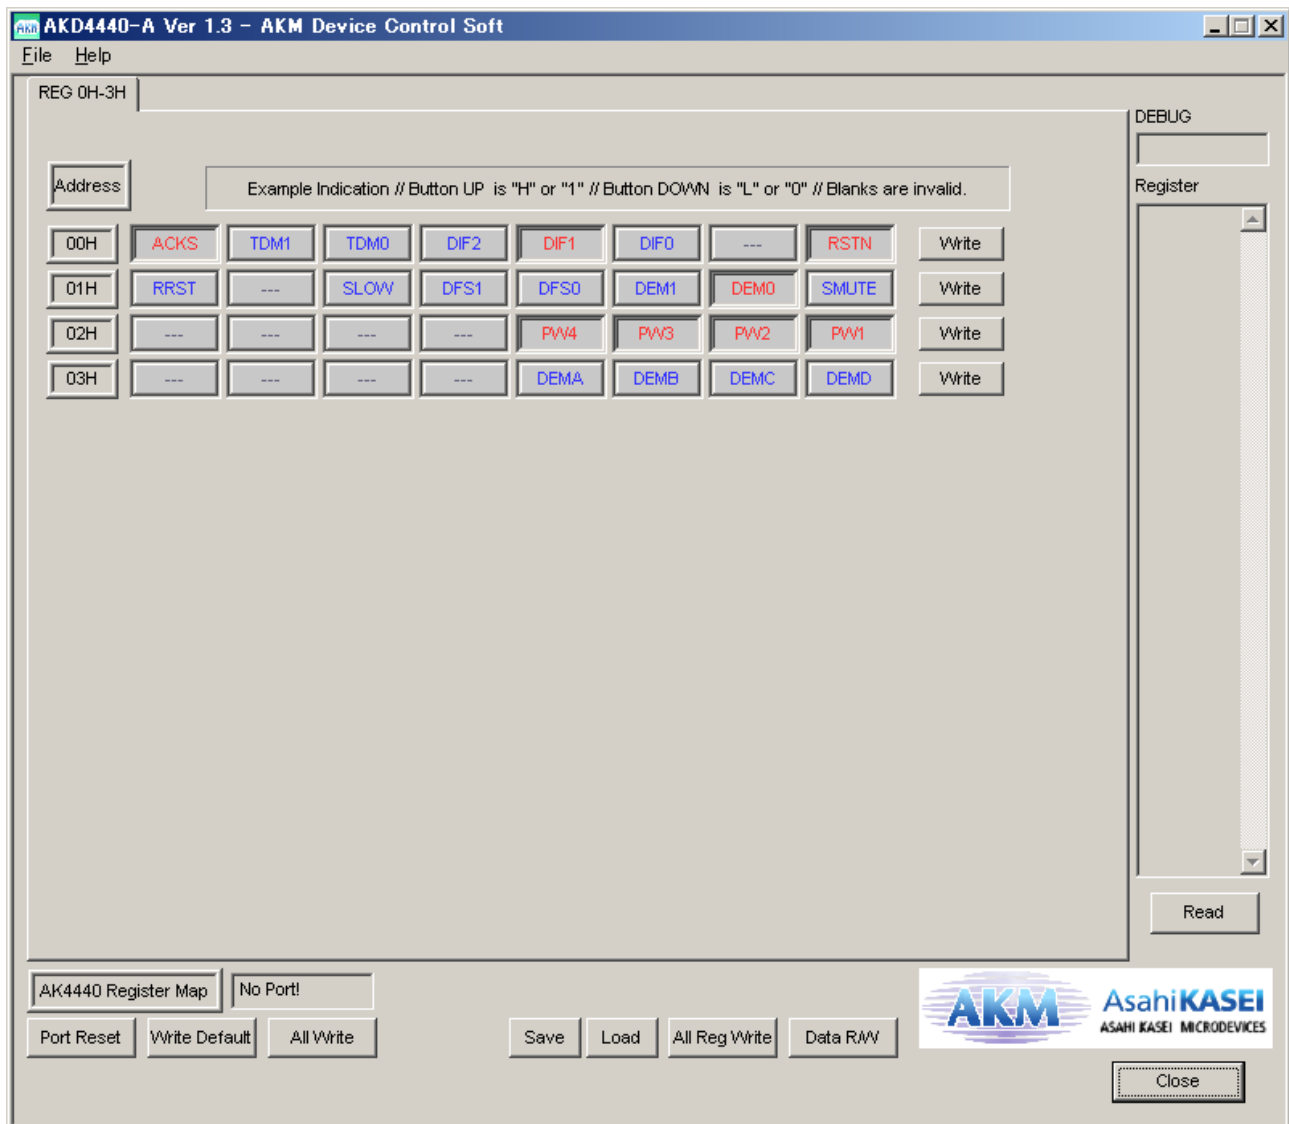 AKM AKD4440-A Ver 1.3 - AKM Device Control Soft
File Help
REG 0H-3H
DEBUG
Address
Example Indication // Button UP is "H" or "1" // Button DOWN is "L" or "0" // Blanks are invalid.
Register
00H ACKS TDM1 TDM0 DIF2 DIF1 DIF0 --- RSTN Write
01H RRST --- SLOW DFS1 DFS0 DEM1 DEM0 SMUTE Write
02H --- --- --- --- PW4 PW3 PW2 PW1 Write
03H --- --- --- --- DEMA DEMB DEMC DEMD Write
Read
AK4440 Register Map No Port!
AKM AsahiKASEI
ASAHI KASEI MICRODEVICES
Port Reset Write Default All Write Save Load All Reg Write Data R/W
Close